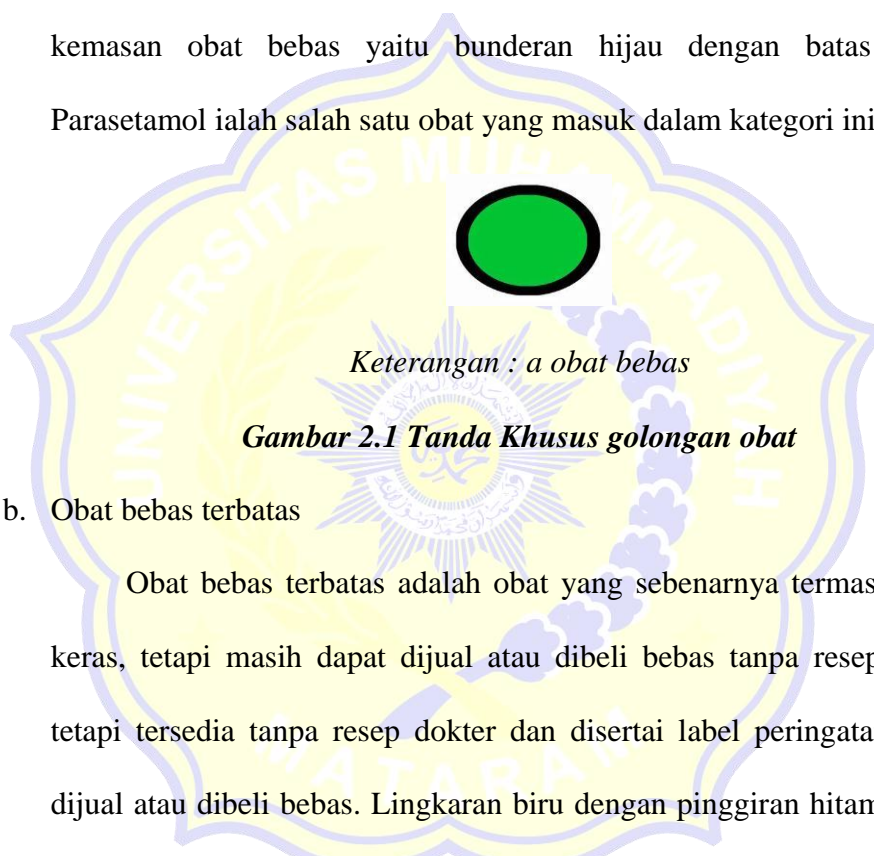 kemasan obat bebas yaitu bunderan hijau dengan batas
Parasetamol ialah salah satu obat yang masuk dalam kategori ini
Keterangan : a obat bebas
Gambar 2.1 Tanda Khusus golongan obat
b. Obat bebas terbatas
Obat bebas terbatas adalah obat yang sebenarnya termas
keras, tetapi masih dapat dijual atau dibeli bebas tanpa resep
tetapi tersedia tanpa resep dokter dan disertai label peringata
dijual atau dibeli bebas. Lingkaran biru dengan pinggiran hitam
UNIVERSITAS MUHAMMADIYAH
MATARAM